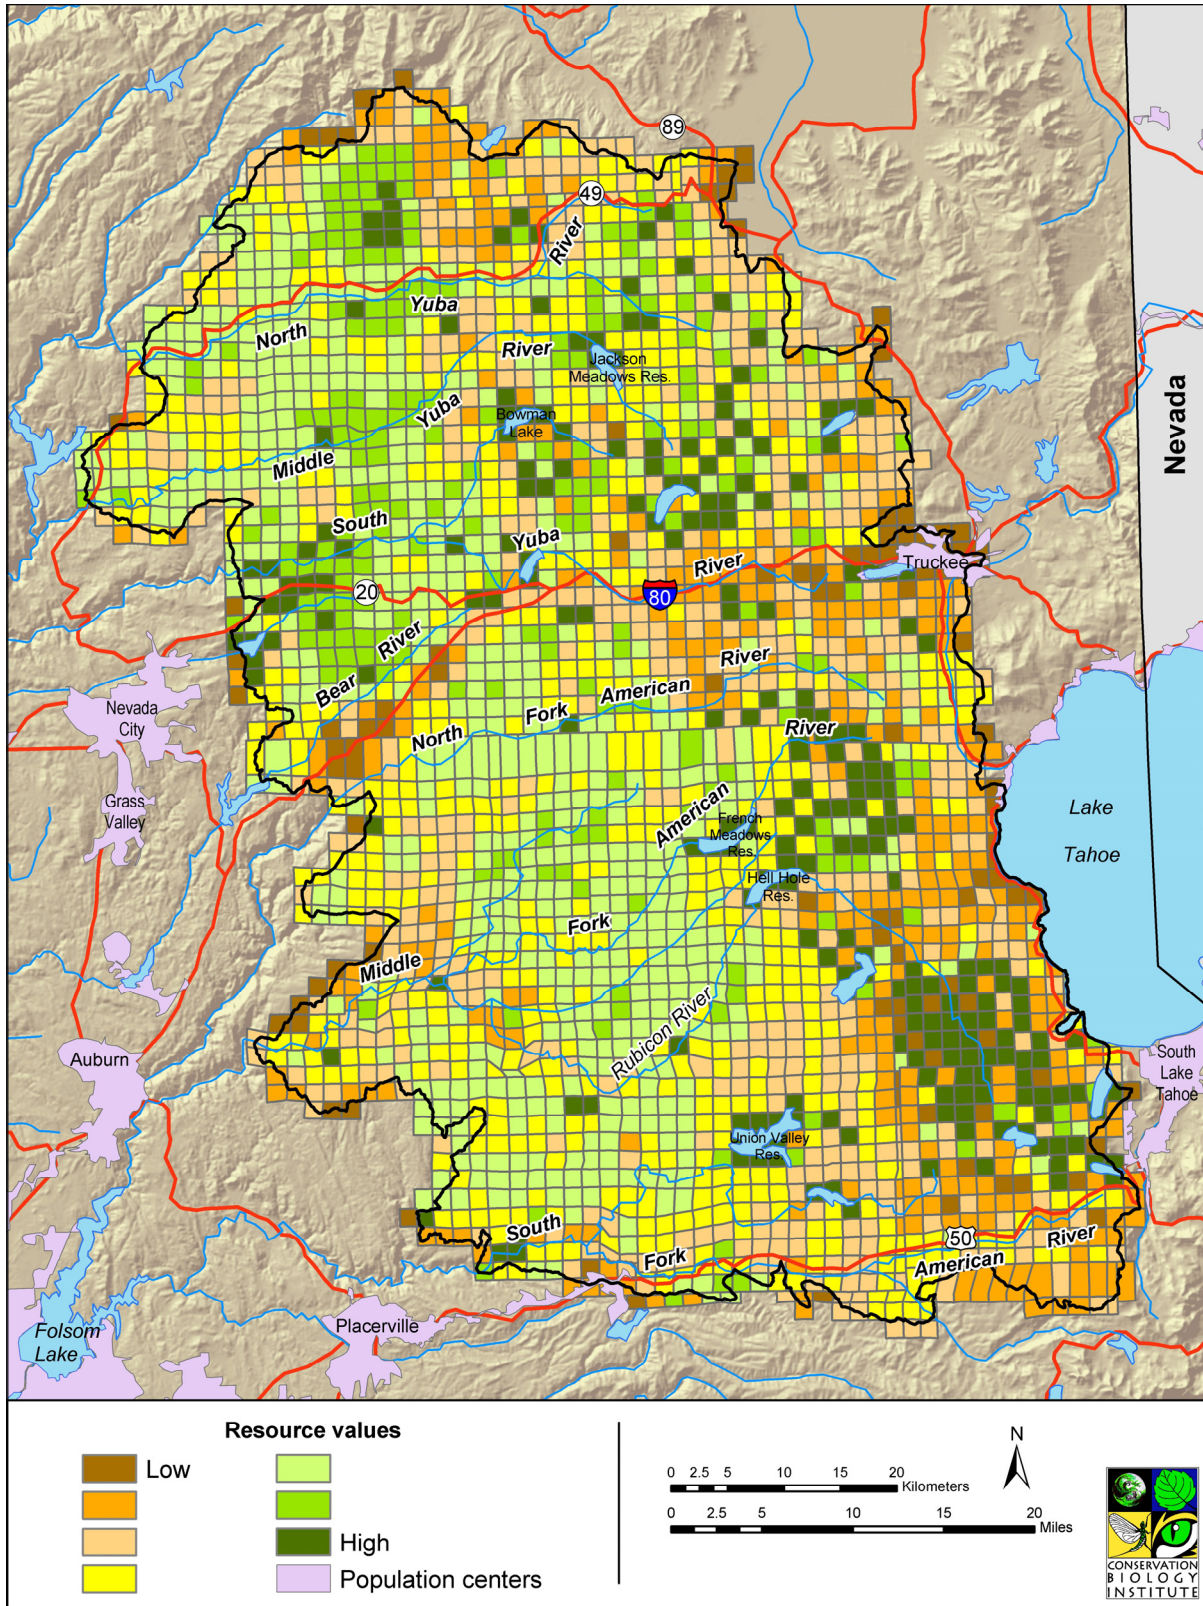 89
49
River
Yuba
North
River
Jackson
Meadows Res.
Yuba
Bowman
Lake
Middle
Nevada
South
Yuba
River
Truckee
20
80
River
River
Bear
American
Fork
North
River
Nevada
City
Grass
Valley
American
French
Meadows
Res.
Lake
Tahoe
Hell Hole
Res.
Fork
Middle
Rubicon River
Auburn
South
Lake
Tahoe
Union Valley
Res.
South
Fork
50
River
American
Placerville
Folsom
Lake
Resource values
Low
High
Population centers
N
0 2.5 5 10 15 20
Kilometers
0 2.5 5 10 15 20
Miles
CONSERVATION
BIOLOGY
INSTITUTE